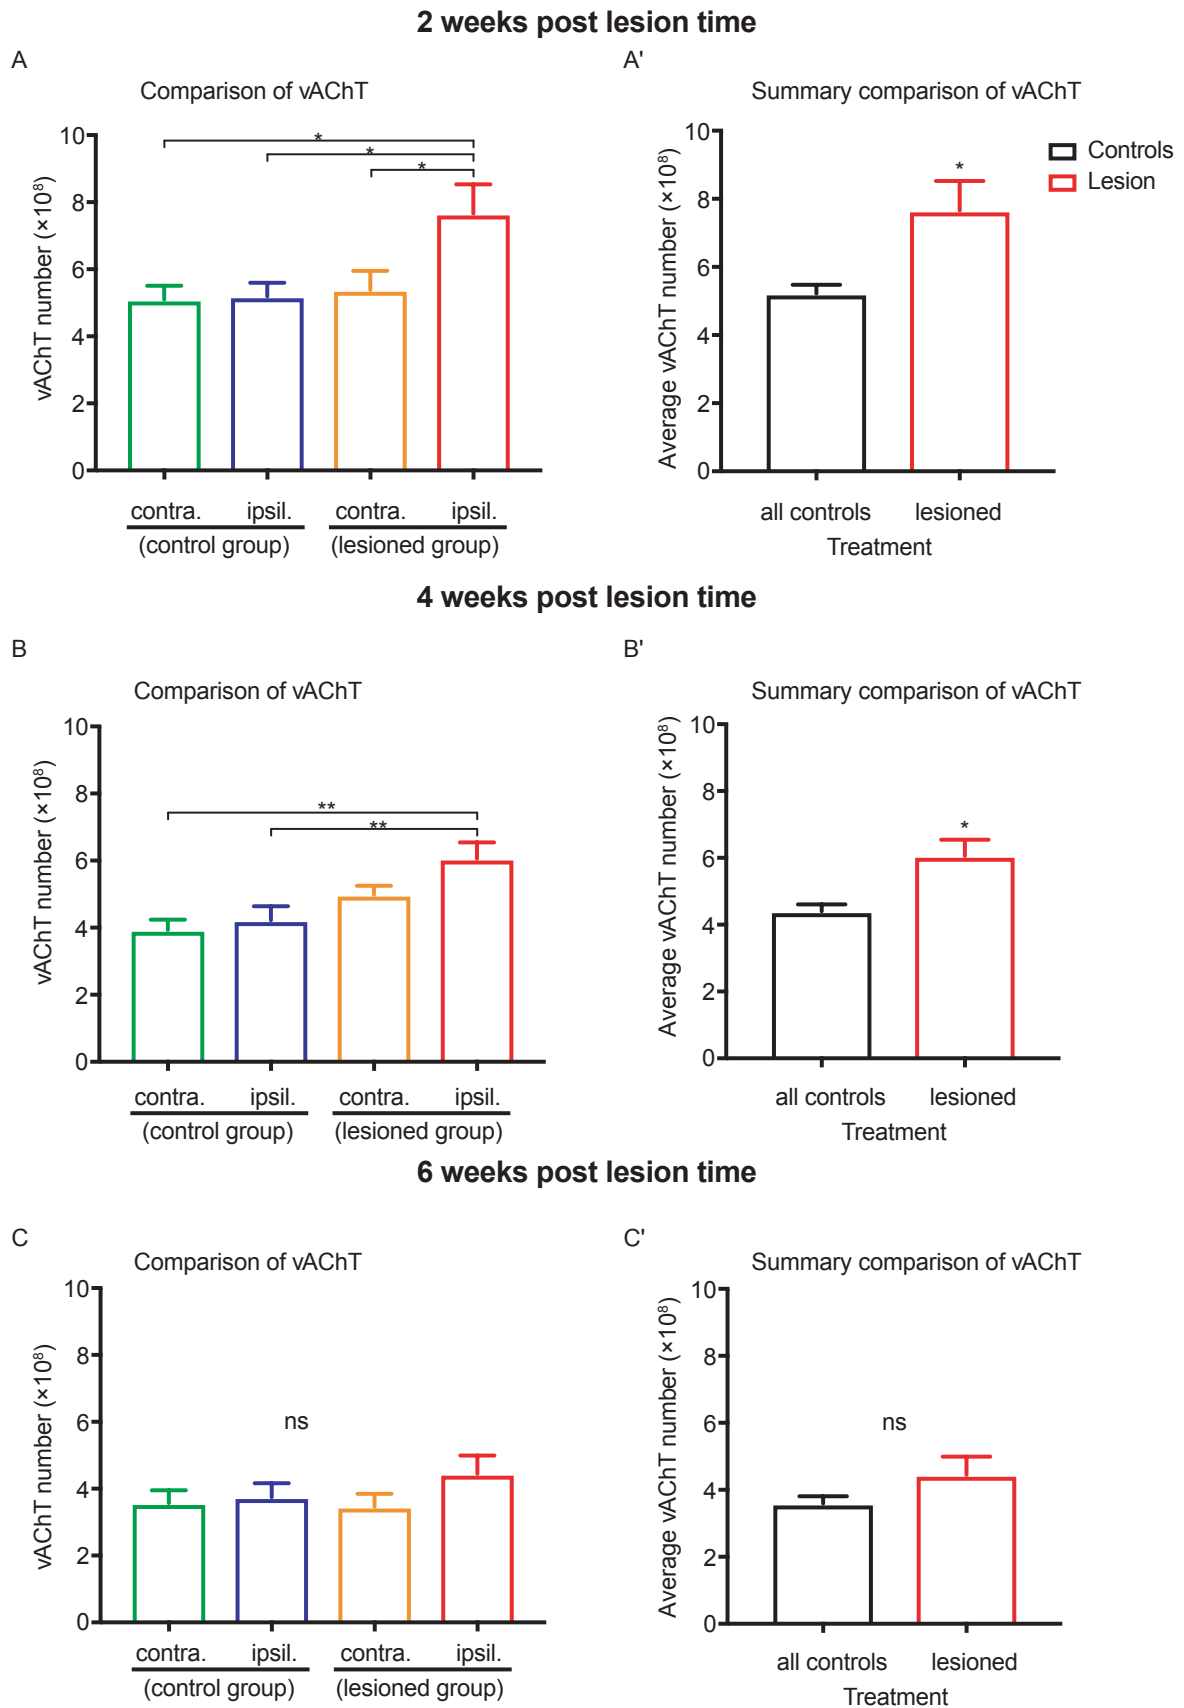 2 weeks post lesion time
A
Comparison of vAChT
vAChT number (×10⁸)
10
8
6
4
2
0
*
*
*
contra. ipsil. contra. ipsil.
(control group) (lesioned group)
A'
Summary comparison of vAChT
Average vAChT number (×10⁸)
10
8
6
4
2
0
*
Controls
Lesion
all controls lesioned
Treatment
4 weeks post lesion time
B
Comparison of vAChT
vAChT number (×10⁸)
10
8
6
4
2
0
**
**
contra. ipsil. contra. ipsil.
(control group) (lesioned group)
B'
Summary comparison of vAChT
Average vAChT number (×10⁸)
10
8
6
4
2
0
*
all controls lesioned
Treatment
6 weeks post lesion time
C
Comparison of vAChT
vAChT number (×10⁸)
10
8
6
4
2
0
ns
contra. ipsil. contra. ipsil.
(control group) (lesioned group)
C'
Summary comparison of vAChT
Average vAChT number (×10⁸)
10
8
6
4
2
0
ns
all controls lesioned
Treatment